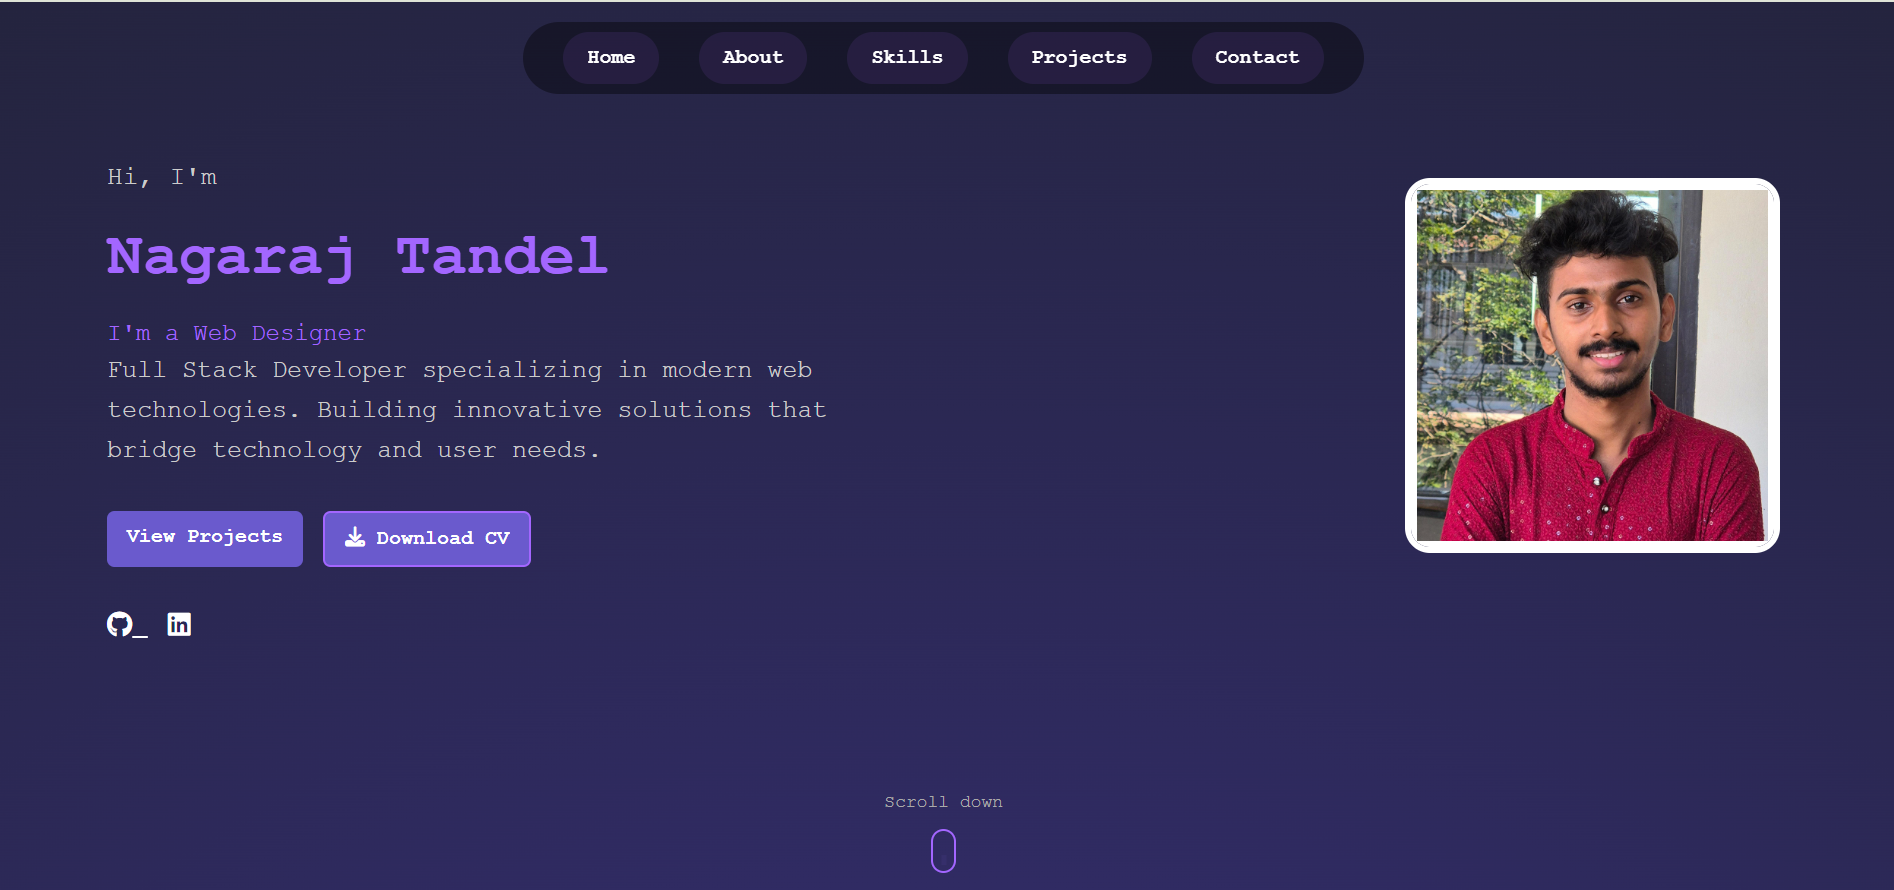 Home About Skills Projects Contact
Hi, I'm
Nagaraj Tandel
I'm a Web Designer
Full Stack Developer specializing in modern web
technologies. Building innovative solutions that
bridge technology and user needs.
View Projects Download CV
in
Scroll down